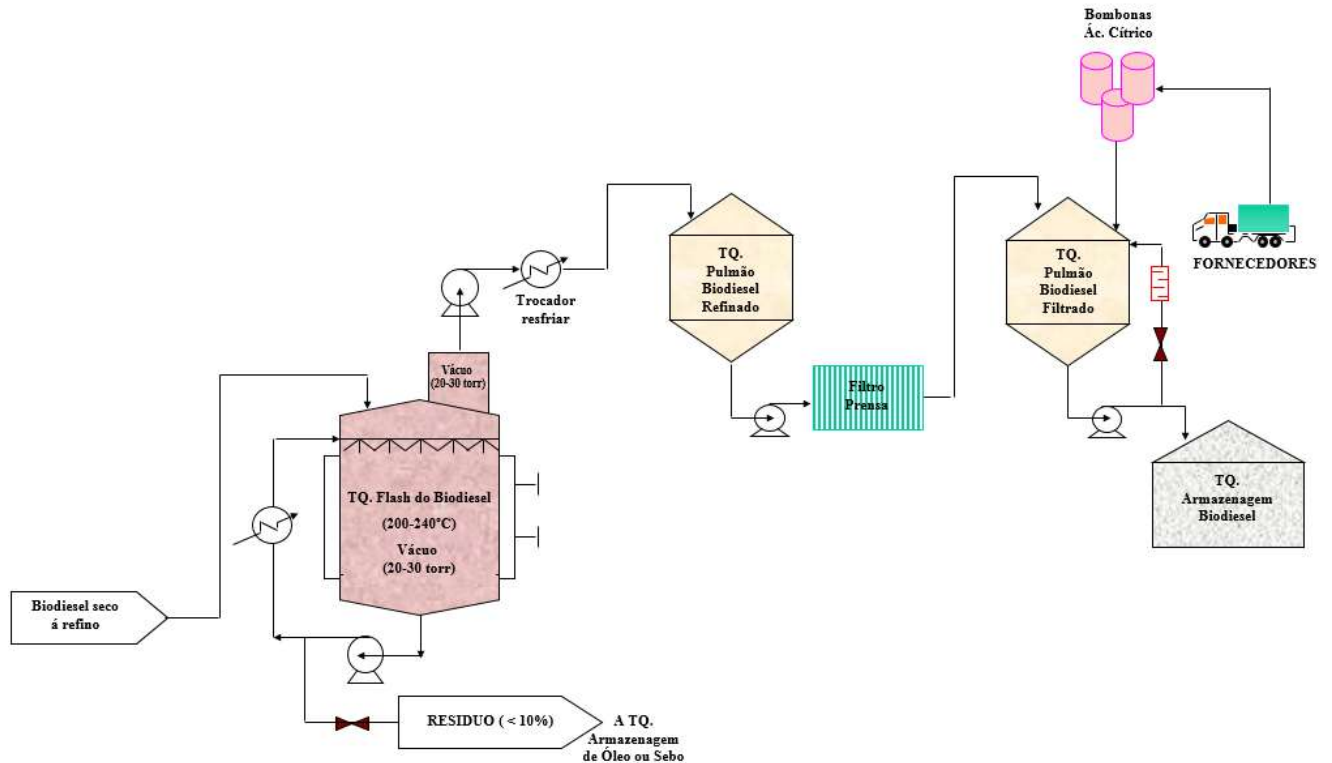 Bombonas
Ác. Cítrico
FORNECEDORES
TQ.
Pulmão
Biodiesel
Refinado
TQ.
Pulmão
Biodiesel
Filtrado
Trocador
resfriar
Vácuo
(20-30 torr)
Filtro
Prensa
TQ. Flash do Biodiesel
(200-240°C)
Vácuo
(20-30 torr)
TQ.
Armazenagem
Biodiesel
Biodiesel seco
á refino
RESIDUO ( < 10%)
A TQ.
Armazenagem
de Óleo ou Sebo